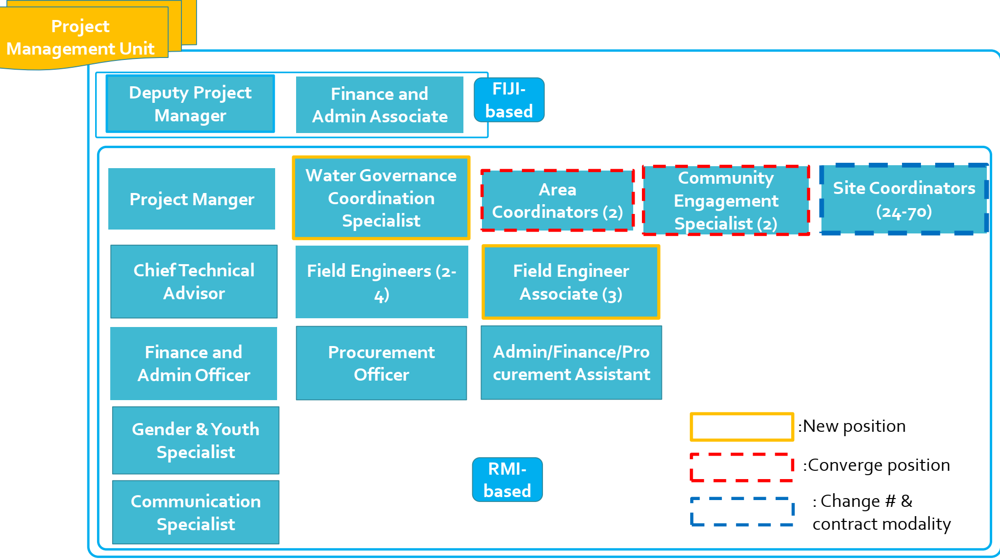 Project
Management Unit
Deputy Project
Manager
Finance and
Admin Associate
FIJI-
based
Project Manger
Water Governance
Coordination
Specialist
Area
Coordinators (2)
Community
Engagement
Specialist (2)
Site Coordinators
(24-70)
Chief Technical
Advisor
Field Engineers (2-
4)
Field Engineer
Associate (3)
Finance and
Admin Officer
Procurement
Officer
Admin/Finance/Pro
curement Assistant
Gender & Youth
Specialist
Communication
Specialist
RMI-
based
:New position
:Converge position
: Change # &
contract modality